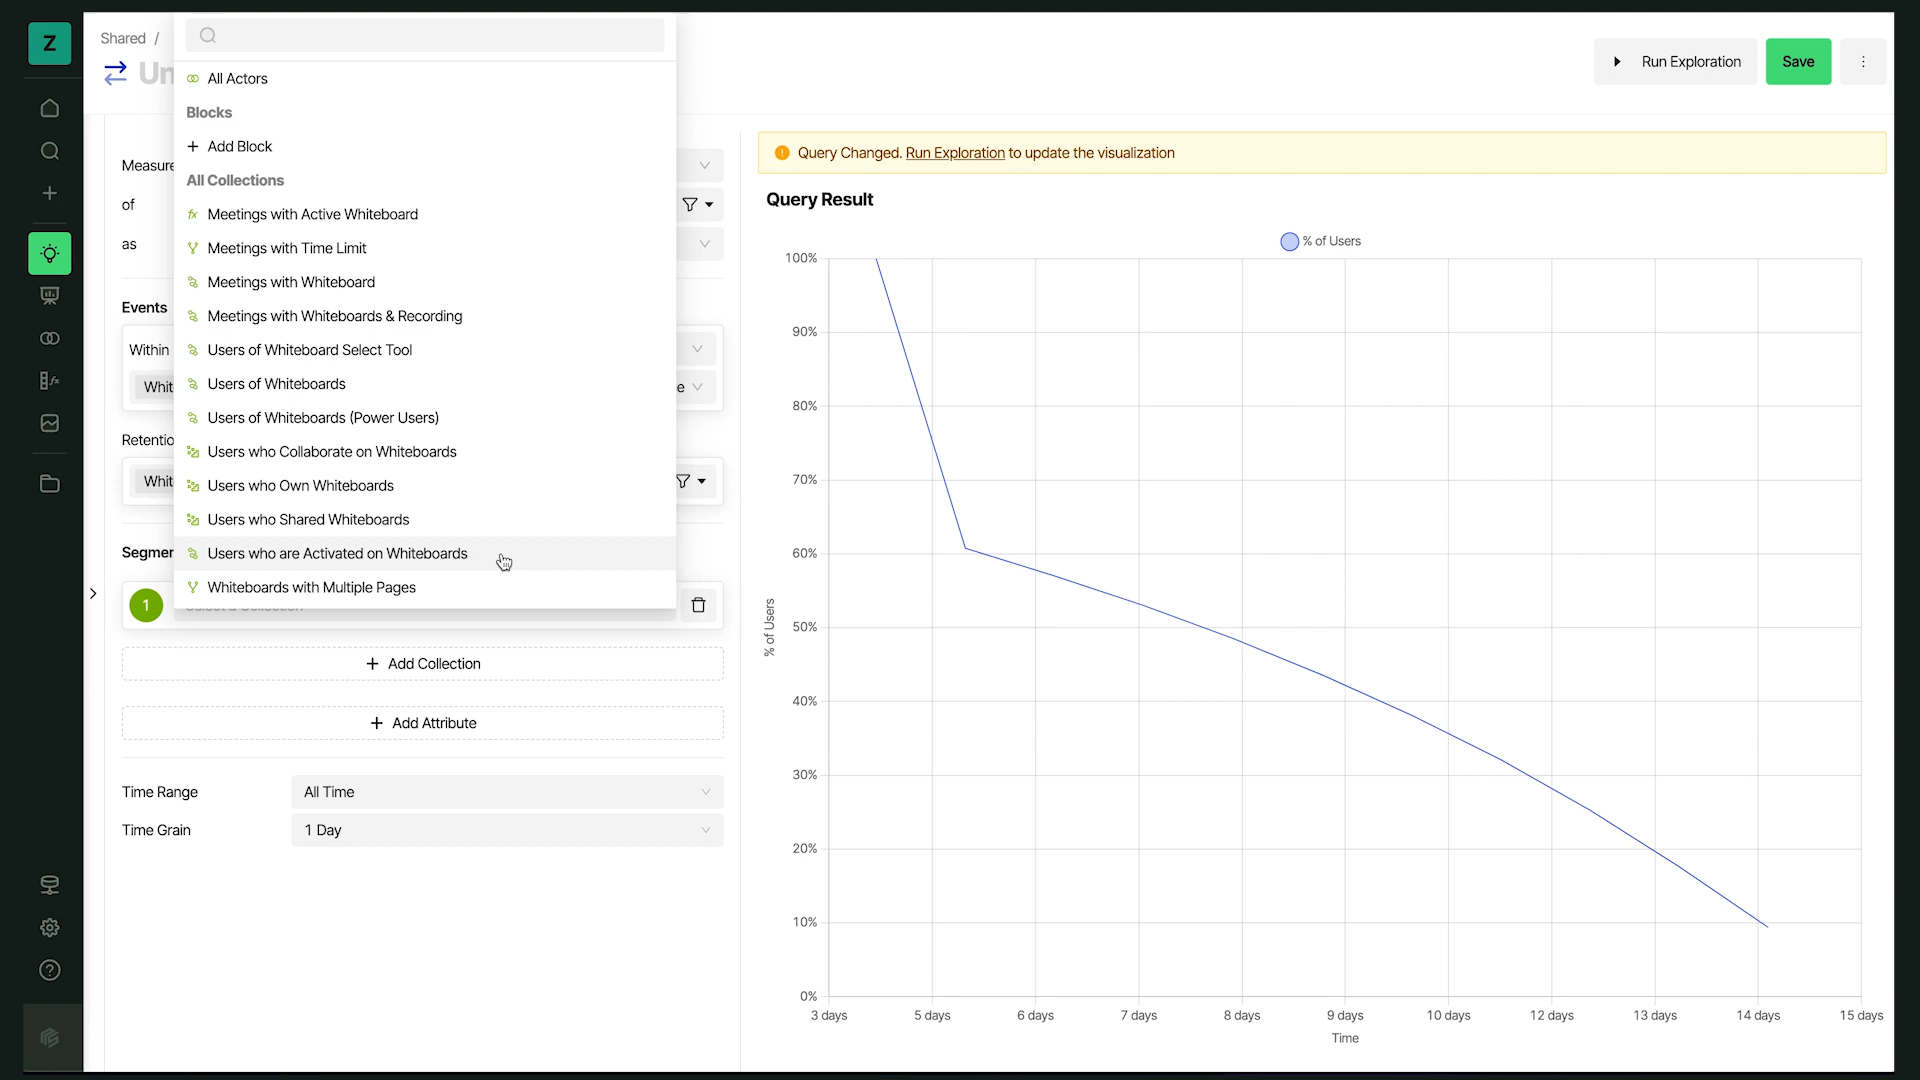 Z
Shared /
Un
Run Exploration
Save
All Actors
Blocks
Add Block
All Collections
Meetings with Active Whiteboard
Meetings with Time Limit
Meetings with Whiteboard
Meetings with Whiteboards & Recording
Users of Whiteboard Select Tool
Users of Whiteboards
Users of Whiteboards (Power Users)
Users who Collaborate on Whiteboards
Users who Own Whiteboards
Users who Shared Whiteboards
Users who are Activated on Whiteboards
Whiteboards with Multiple Pages
Measure
of
as
Events
Within
Whit
e
Retentio
Whit
Segmen
1
Add Collection
Add Attribute
Time Range
All Time
Time Grain
1 Day
Query Changed. Run Exploration to update the visualization
Query Result
% of Users
100%
90%
80%
70%
60%
50%
40%
30%
20%
10%
0%
% of Users
3 days
5 days
6 days
7 days
8 days
9 days
10 days
12 days
13 days
14 days
15 days
Time